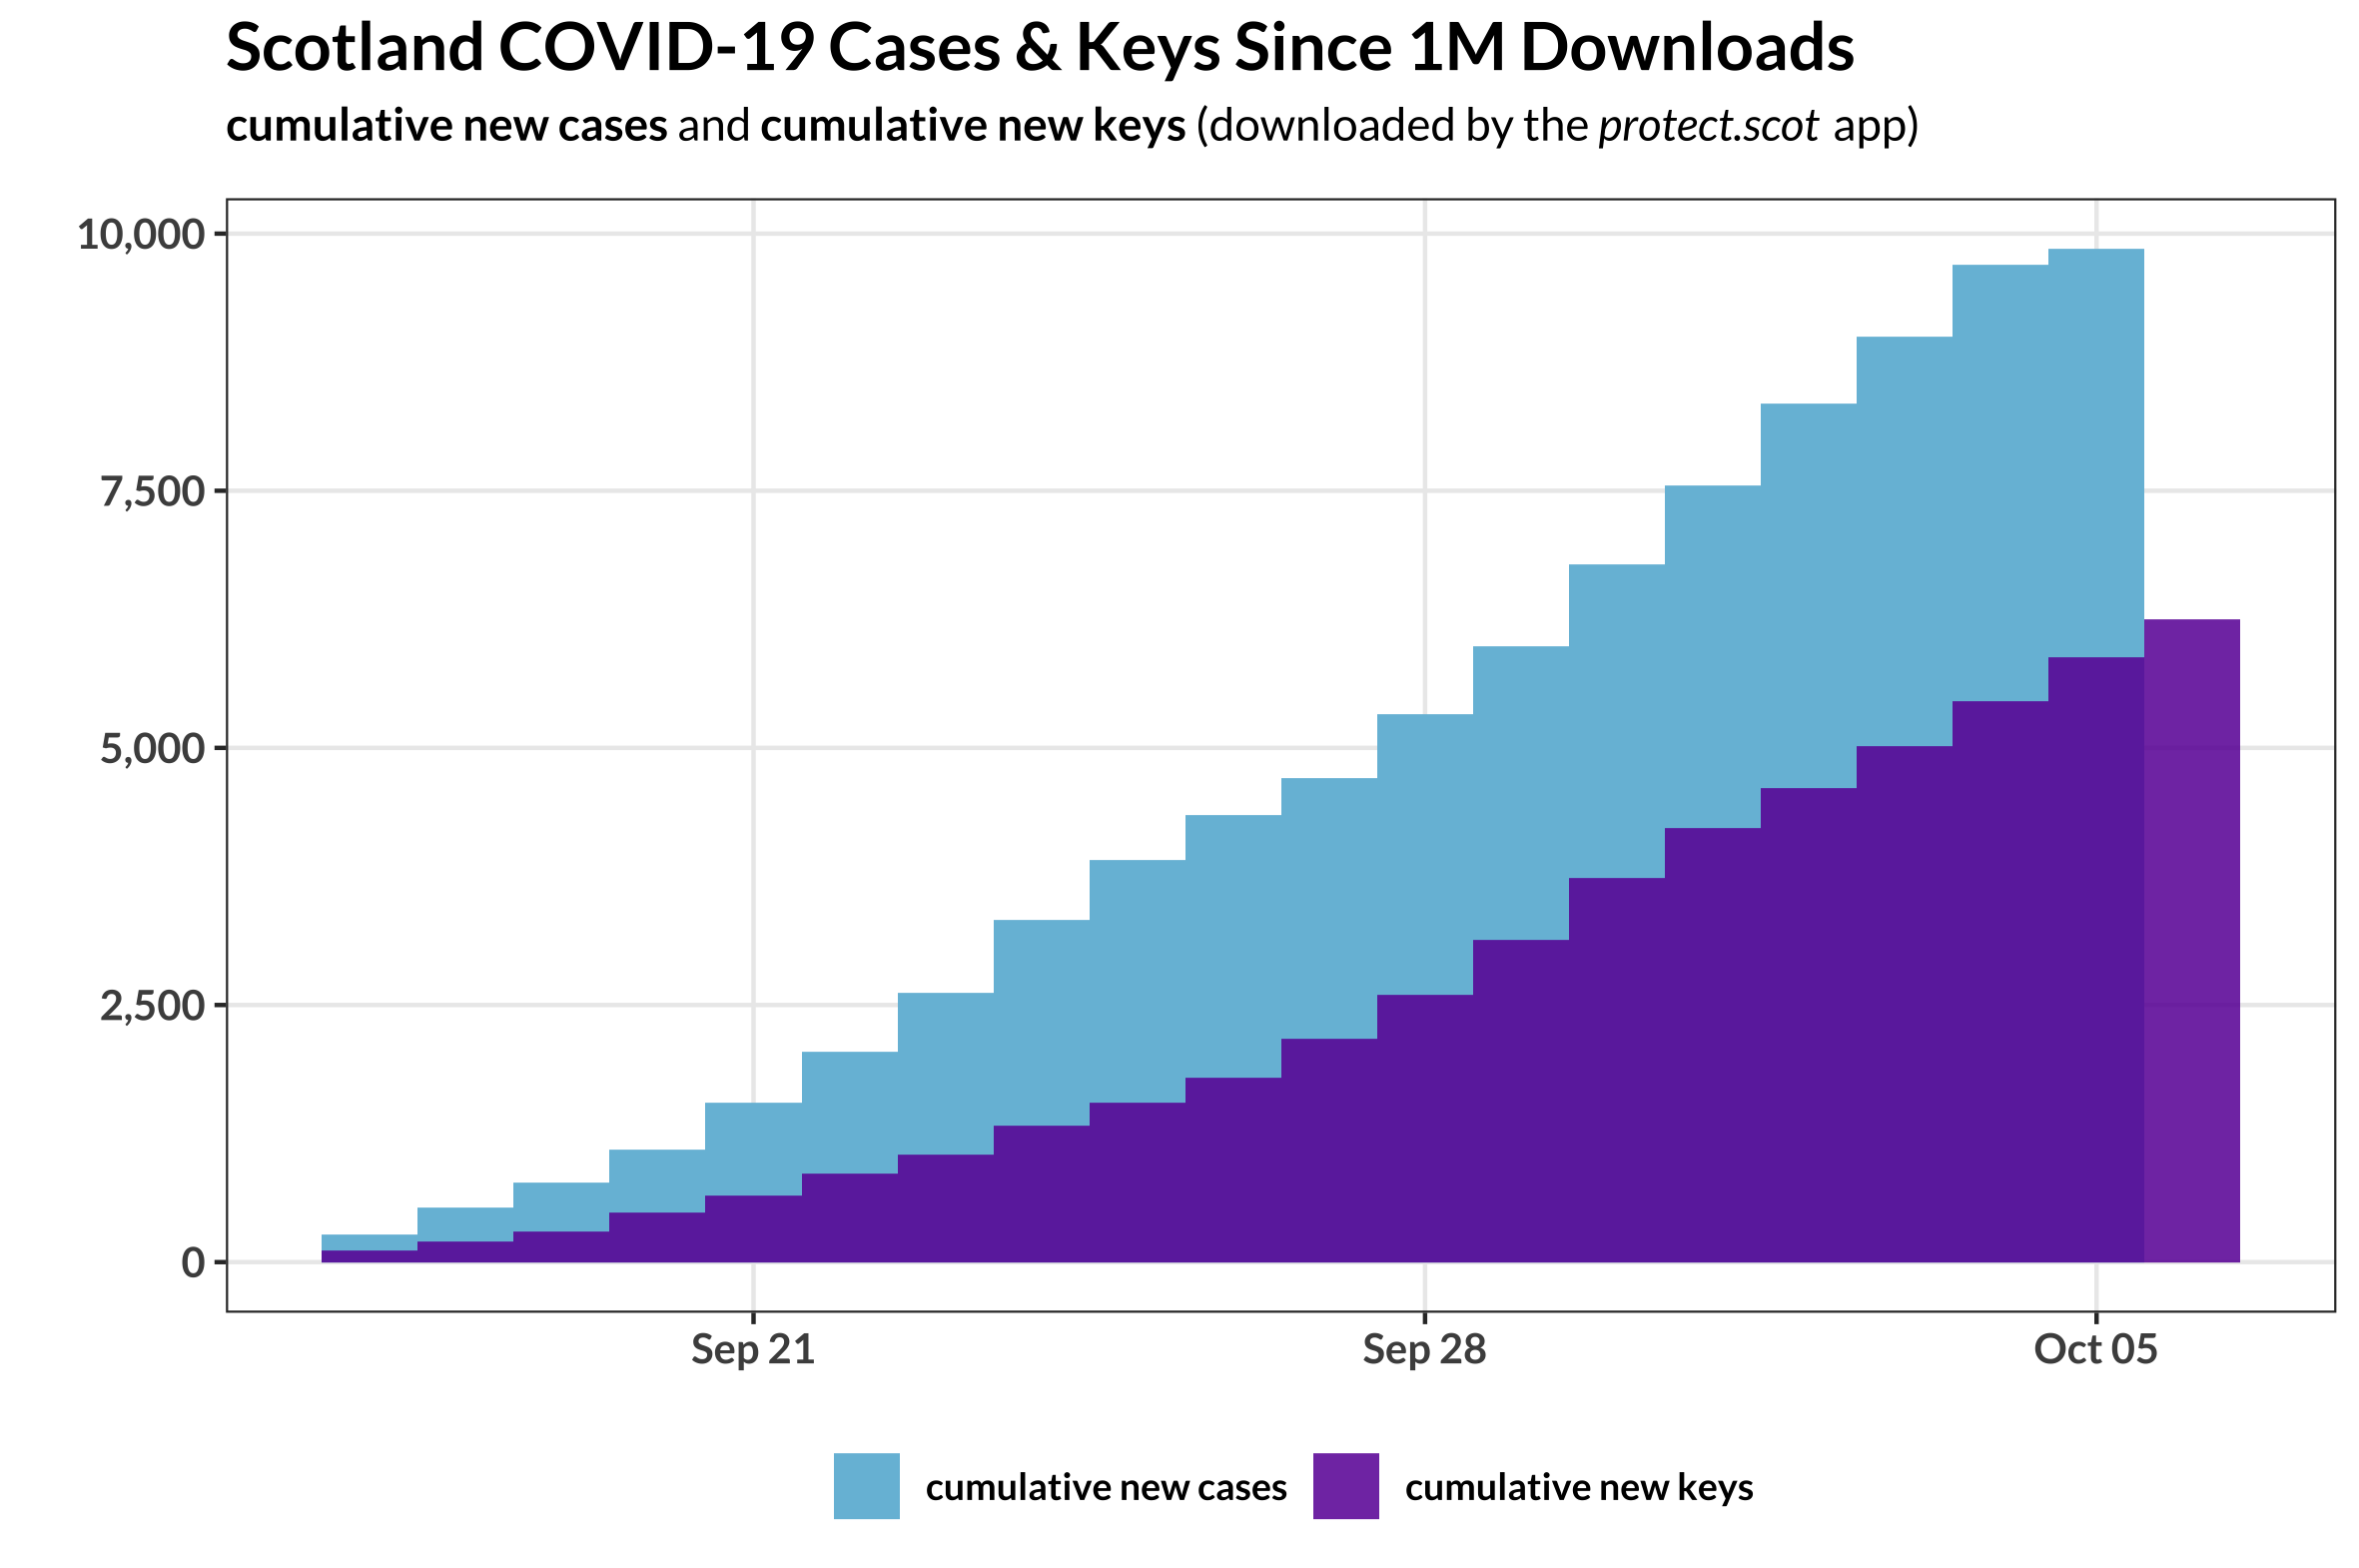 Scotland COVID-19 Cases & Keys Since 1M Downloads
cumulative new cases and cumulative new keys (downloaded by the protect.scot app)
10,000
7,500
5,000
2,500
0
Sep 21 Sep 28 Oct 05
cumulative new cases cumulative new keys